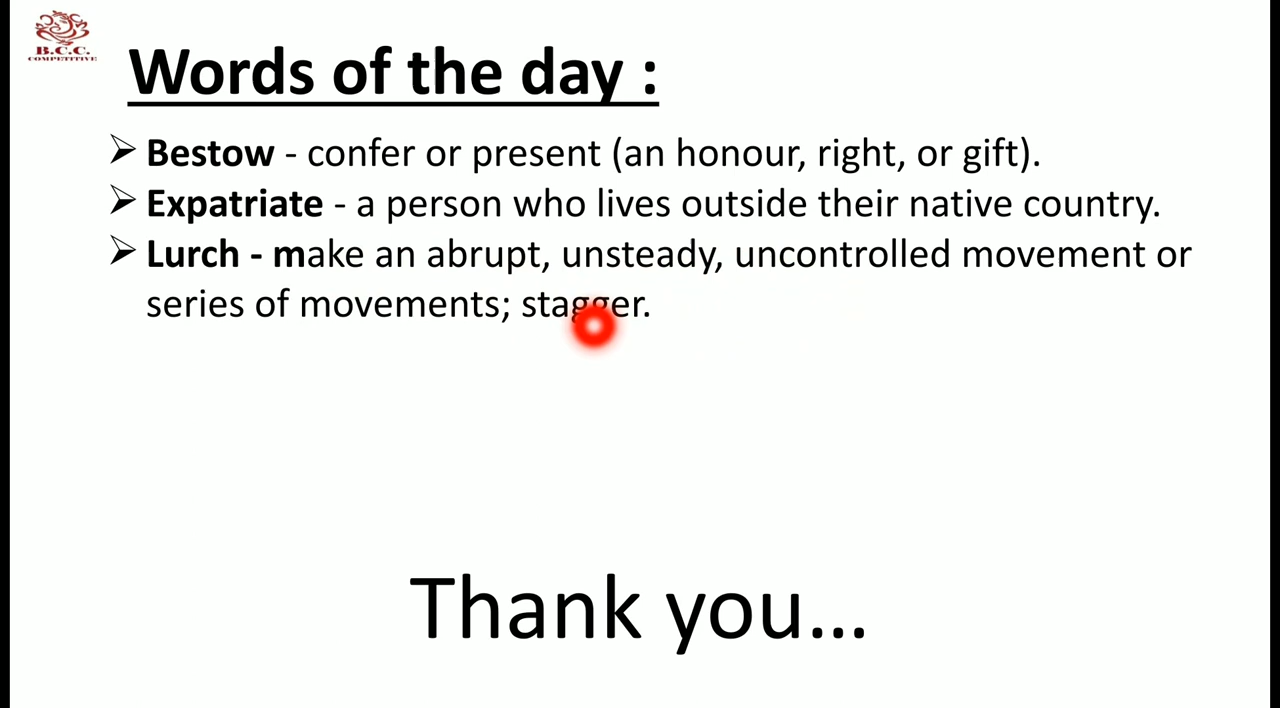 B.C.C.
COMPETITIVE
Words of the day :
➢ Bestow - confer or present (an honour, right, or gift).
➢ Expatriate - a person who lives outside their native country.
➢ Lurch - make an abrupt, unsteady, uncontrolled movement or
series of movements; stagger.
Thank you...